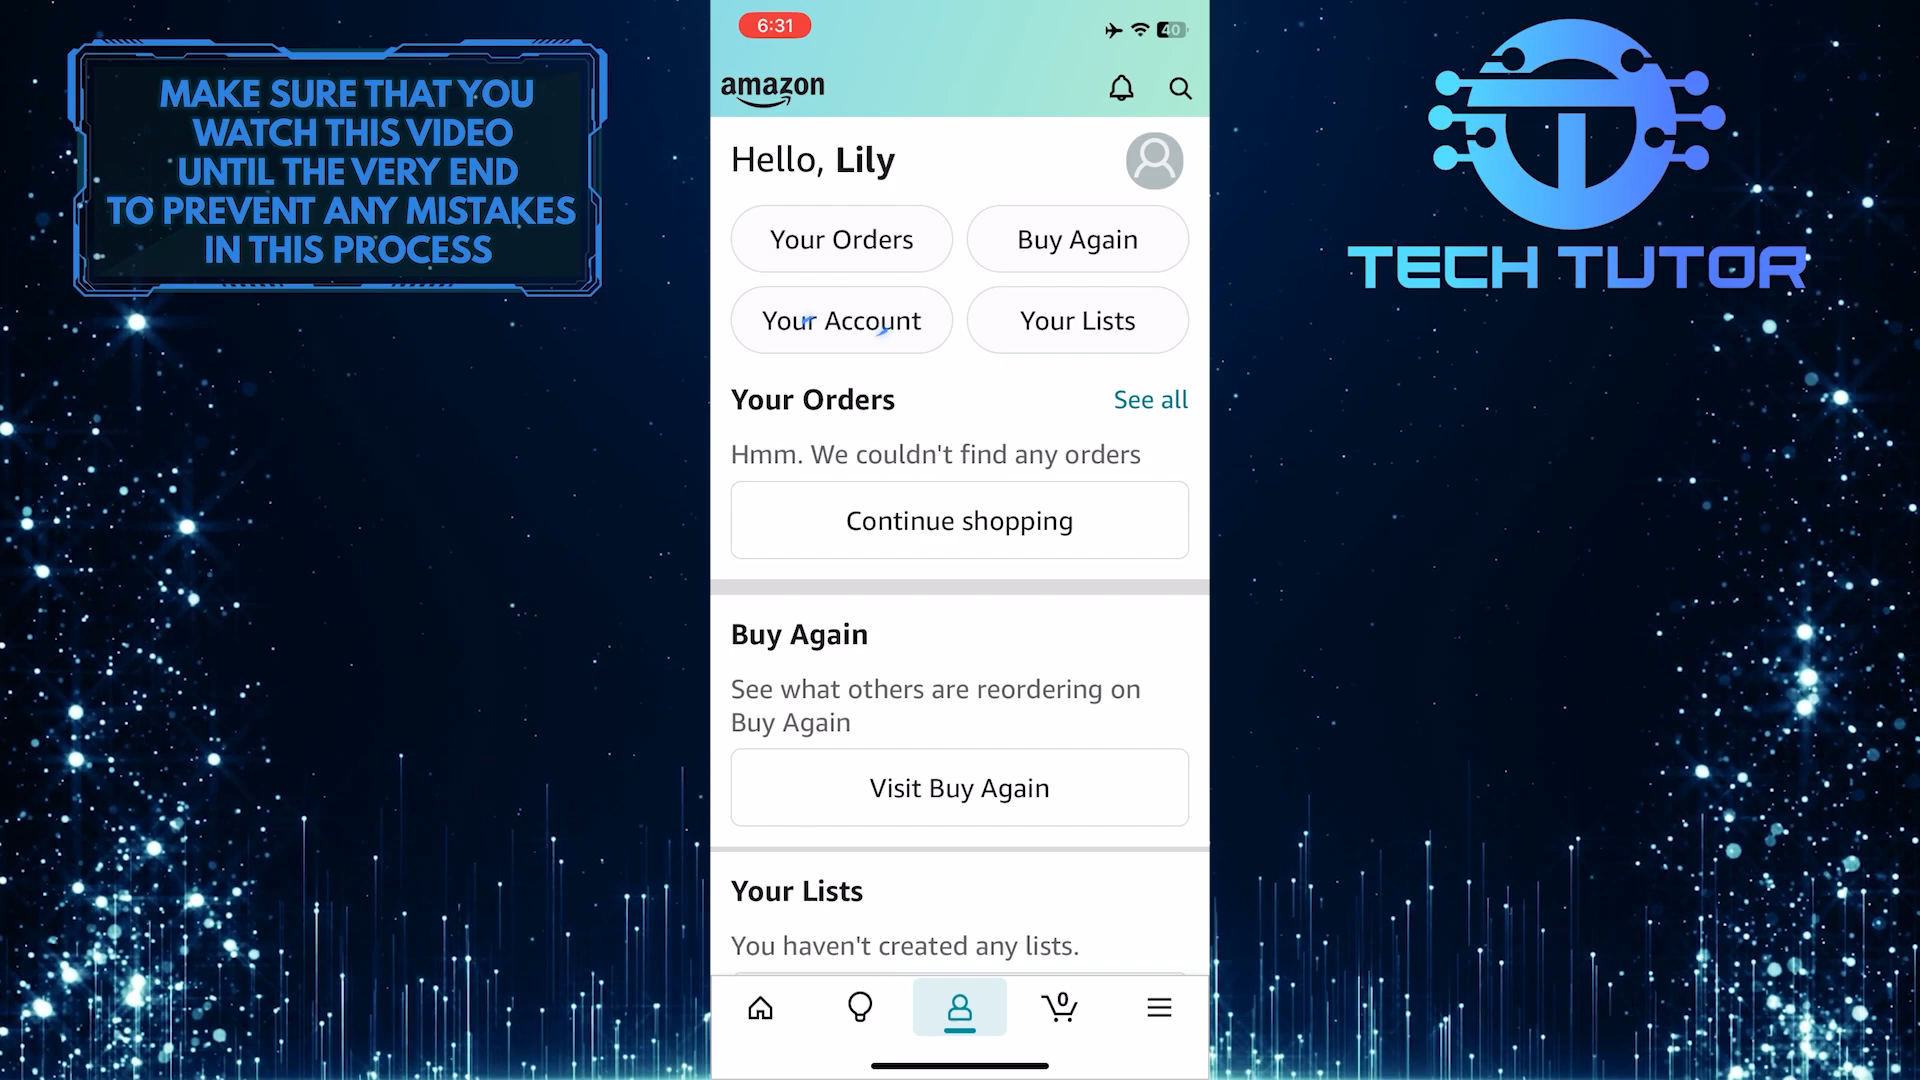 MAKE SURE THAT YOU
WATCH THIS VIDEO
UNTIL THE VERY END
TO PREVENT ANY MISTAKES
IN THIS PROCESS
6:31
40
amazon
Hello, Lily
Your Orders
Buy Again
Your Account
Your Lists
Your Orders
See all
Hmm. We couldn't find any orders
Continue shopping
Buy Again
See what others are reordering on
Buy Again
Visit Buy Again
Your Lists
You haven't created any lists.
0
TECH TUTOR